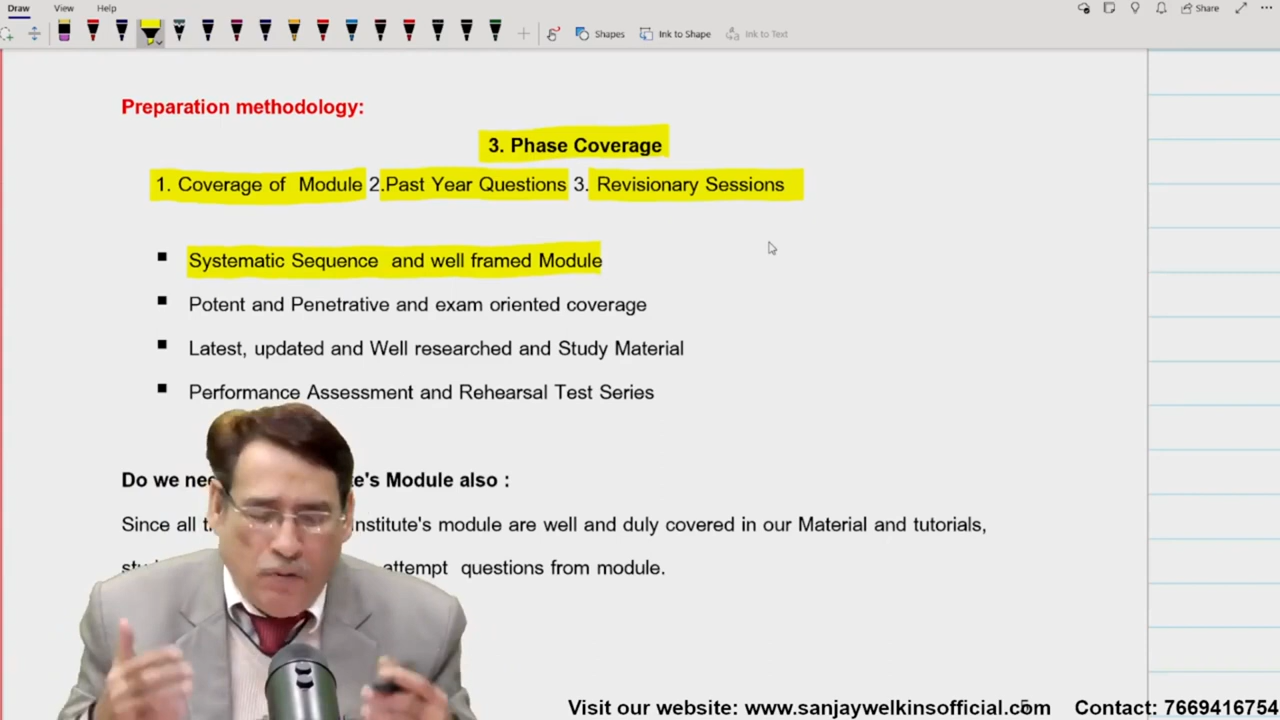 Draw View Help Share
Shapes Ink to Shape Ink to Text
Preparation methodology:
3. Phase Coverage
1. Coverage of Module 2.Past Year Questions 3. Revisionary Sessions
Systematic Sequence and well framed Module
Potent and Penetrative and exam oriented coverage
Latest, updated and Well researched and Study Material
Performance Assessment and Rehearsal Test Series
Do we 's Module also :
Since all nstitute's module are well and duly covered in our Material and tutorials,
attempt questions from module.
Visit our website: www.sanjaywelkinsofficial.com Contact: 7669416754